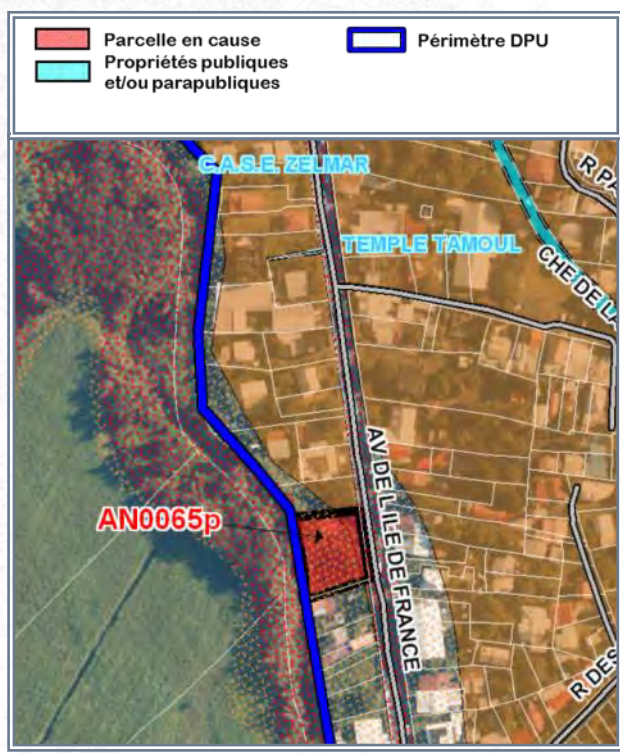 Parcelle en cause
Propriétés publiques
et/ou parapubliques
Périmètre DPU
C.A.S.E. ZELMAR
TEMPLE TAMOUL
R PA
CHE DE LA
AV DE L ILE DE FRANCE
AN0065p
R DES